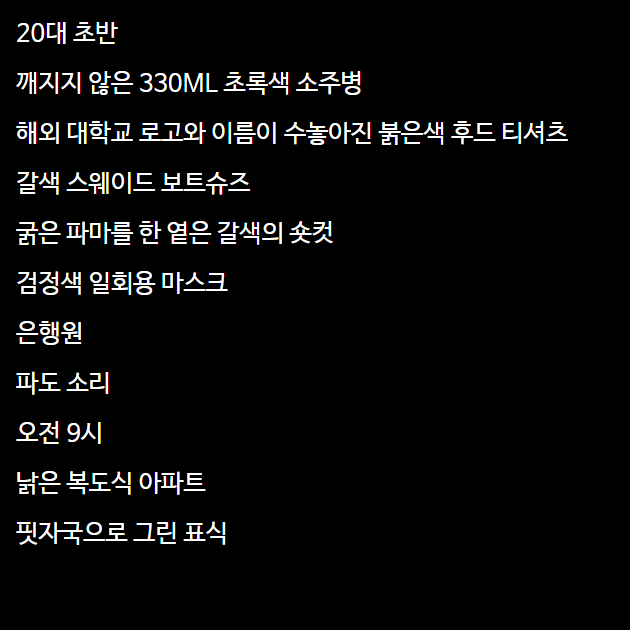 20대 초반
깨지지 않은 330ML 초록색 소주병
해외 대학교 로고와 이름이 수놓아진 붉은색 후드 티셔츠
갈색 스웨이드 보트슈즈
굵은 파마를 한 옅은 갈색의 숏컷
검정색 일회용 마스크
은행원
파도 소리
오전 9시
낡은 복도식 아파트
핏자국으로 그린 표식